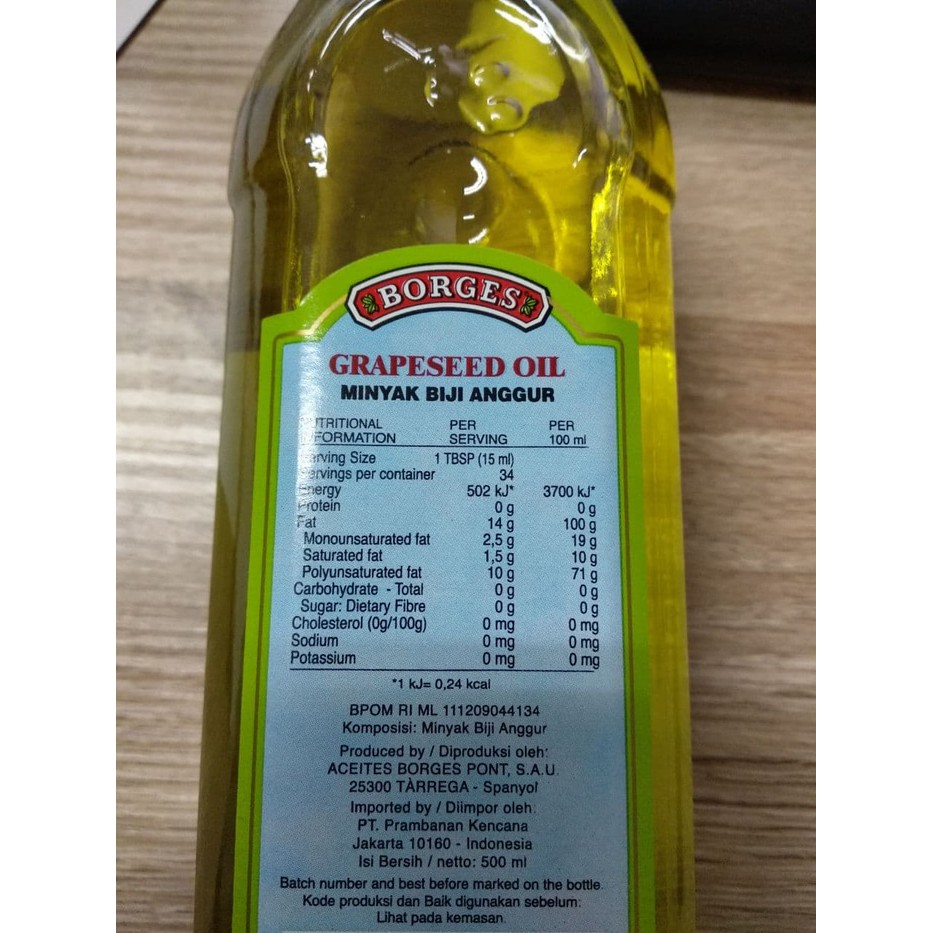 BORGES
GRAPESEED OIL
MINYAK BIJI ANGGUR
NUTRITIONAL INFORMATION PER SERVING PER 100 ml
Serving Size 1 TBSP (15 ml)
Servings per container 34
Energy 502 kJ* 3700 kJ*
Protein 0 g 0 g
Fat 14 g 100 g
Monounsaturated fat 2,5 g 19 g
Saturated fat 1,5 g 10 g
Polyunsaturated fat 10 g 71 g
Carbohydrate - Total 0 g 0 g
Sugar: Dietary Fibre 0 g 0 g
Cholesterol (0g/100g) 0 mg 0 mg
Sodium 0 mg 0 mg
Potassium 0 mg 0 mg
*1 kJ= 0,24 kcal
BPOM RI ML 111209044134
Komposisi: Minyak Biji Anggur
Produced by / Diproduksi oleh:
ACEITES BORGES PONT, S.A.U.
25300 TÀRREGA - Spanyol
Imported by / Diimpor oleh:
PT. Prambanan Kencana
Jakarta 10160 - Indonesia
Isi Bersih / netto: 500 ml
Batch number and best before marked on the bottle.
Kode produksi dan Baik digunakan sebelum:
Lihat pada kemasan.